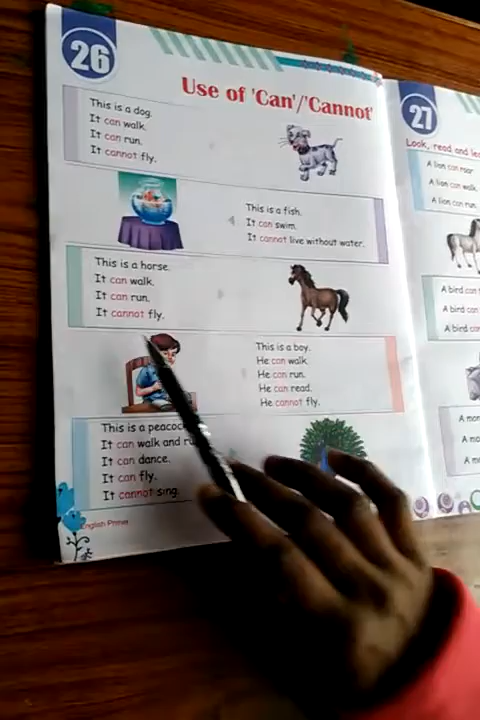 26
Use of 'Can'/'Cannot'
This is a dog.
It can walk.
It can run.
It cannot fly.
This is a fish.
It can swim.
It cannot live without water.
This is a horse.
It can walk.
It can run.
It cannot fly.
This is a boy.
He can walk.
He can run.
He can read.
He cannot fly.
This is a peacoc
It can walk and ru
It can dance.
It can fly.
It cannot sing.
English Primer
27
Look, read and le
A lion can roar
A lion can walk
A lion can run
A bird can
A bird can
A bird ca
A mon
A mo
A m